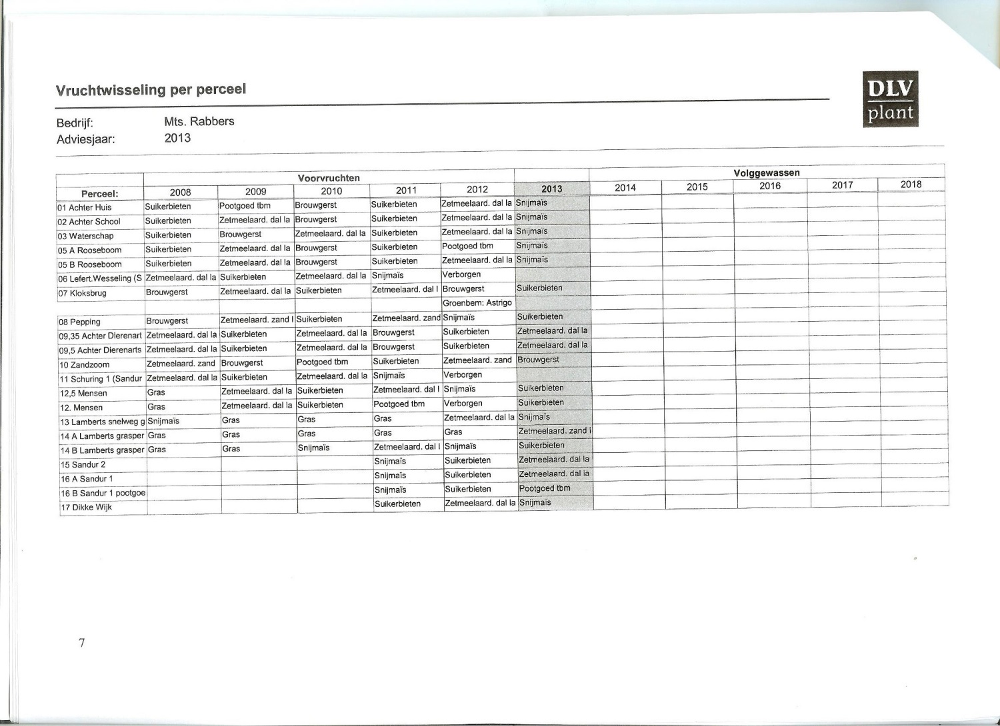 DLV
plant
Vruchtwisseling per perceel
Bedrijf: Mts. Rabbers
Adviesjaar: 2013
Voorvruchten Volggewassen
Perceel: 2008 2009 2010 2011 2012 2013 2014 2015 2016 2017 2018
01 Achter Huis Suikerbieten Pootgoed tbm Brouwgerst Suikerbieten Zetmeelaard. dal la Snijmaïs
02 Achter School Suikerbieten Zetmeelaard. dal la Brouwgerst Suikerbieten Zetmeelaard. dal la Snijmaïs
03 Waterschap Suikerbieten Brouwgerst Zetmeelaard. dal la Suikerbieten Zetmeelaard. dal la Snijmaïs
05 A Rooseboom Suikerbieten Zetmeelaard. dal la Brouwgerst Suikerbieten Pootgoed tbm Snijmaïs
05 B Rooseboom Suikerbieten Zetmeelaard. dal la Brouwgerst Suikerbieten Zetmeelaard. dal la Snijmaïs
06 Lefert.Wesseling (S Zetmeelaard. dal la Suikerbieten Zetmeelaard. dal la Snijmaïs Verborgen
07 Kloksbrug Brouwgerst Zetmeelaard. dal la Suikerbieten Zetmeelaard. dal l Brouwgerst Suikerbieten
Groenbem: Astrigo
08 Pepping Brouwgerst Zetmeelaard. zand l Suikerbieten Zetmeelaard. zand Snijmaïs Suikerbieten
09,35 Achter Dierenart Zetmeelaard. dal la Suikerbieten Zetmeelaard. dal la Brouwgerst Suikerbieten Zetmeelaard. dal la
09,5 Achter Dierenarts Zetmeelaard. dal la Suikerbieten Zetmeelaard. dal la Brouwgerst Suikerbieten Zetmeelaard. dal la
10 Zandzoom Zetmeelaard. zand Brouwgerst Pootgoed tbm Suikerbieten Zetmeelaard. zand Brouwgerst
11 Schuring 1 (Sandur Zetmeelaard. dal la Suikerbieten Zetmeelaard. dal la Snijmaïs Verborgen
12,5 Mensen Gras Zetmeelaard. dal la Suikerbieten Zetmeelaard. dal l Snijmaïs Suikerbieten
12. Mensen Gras Zetmeelaard. dal la Suikerbieten Pootgoed tbm Verborgen Suikerbieten
13 Lamberts snelweg g Snijmaïs Gras Gras Gras Zetmeelaard. dal la Snijmaïs
14 A Lamberts grasper Gras Gras Gras Gras Gras Zetmeelaard. zand l
14 B Lamberts grasper Gras Gras Snijmaïs Zetmeelaard. dal l Snijmaïs Suikerbieten
15 Sandur 2 Snijmaïs Suikerbieten Zetmeelaard. dal la
16 A Sandur 1 Snijmaïs Suikerbieten Zetmeelaard. dal la
16 B Sandur 1 pootgoe Snijmaïs Suikerbieten Pootgoed tbm
17 Dikke Wijk Suikerbieten Zetmeelaard. dal la Snijmaïs
7